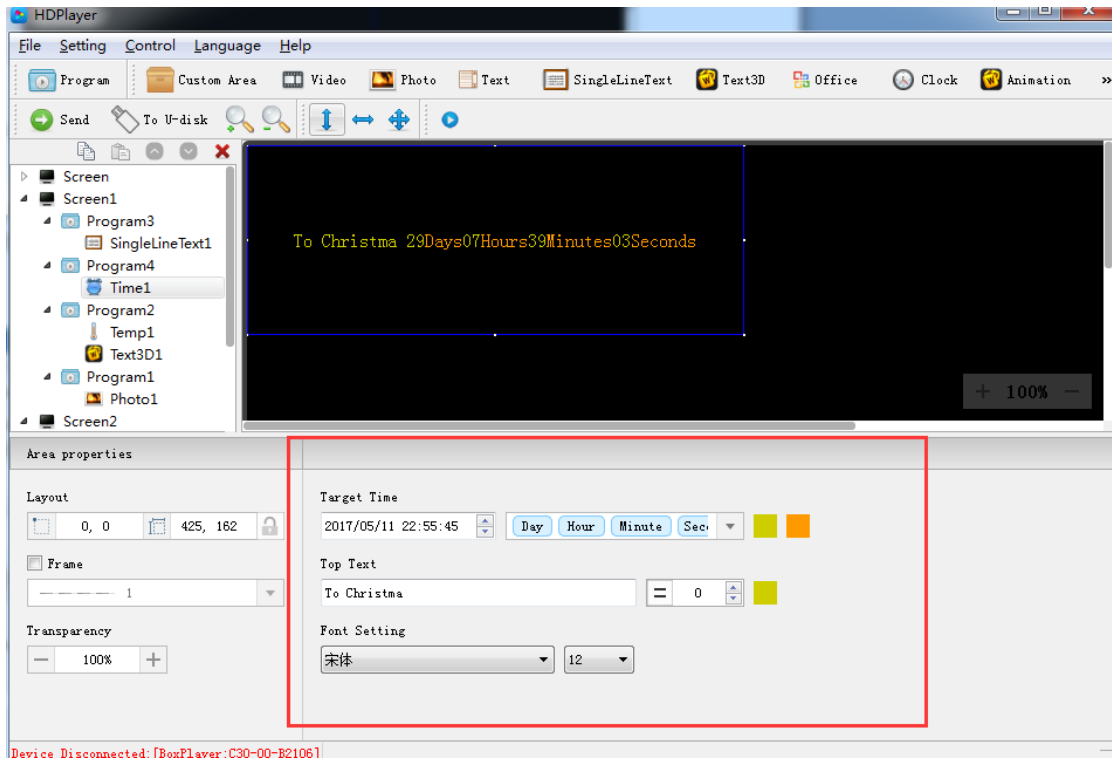 HDPlayer
File Setting Control Language Help
Program Custom Area Video Photo Text SingleLineText Text3D Office Clock Animation »
Send To U-disk
Screen
Screen1
Program3
SingleLineText1
Program4
Time1
Program2
Temp1
Text3D1
Program1
Photo1
Screen2
To Christma 29Days07Hours39Minutes03Seconds
+ 100% −
Area properties
Layout
0, 0 425, 162
Frame
1
Transparency
— 100% +
Target Time
2017/05/11 22:55:45 Day Hour Minute Sec
Top Text
To Christma = 0
Font Setting
宋体 12
Device Disconnected:[BoxPlayer:C30-00-B2106]